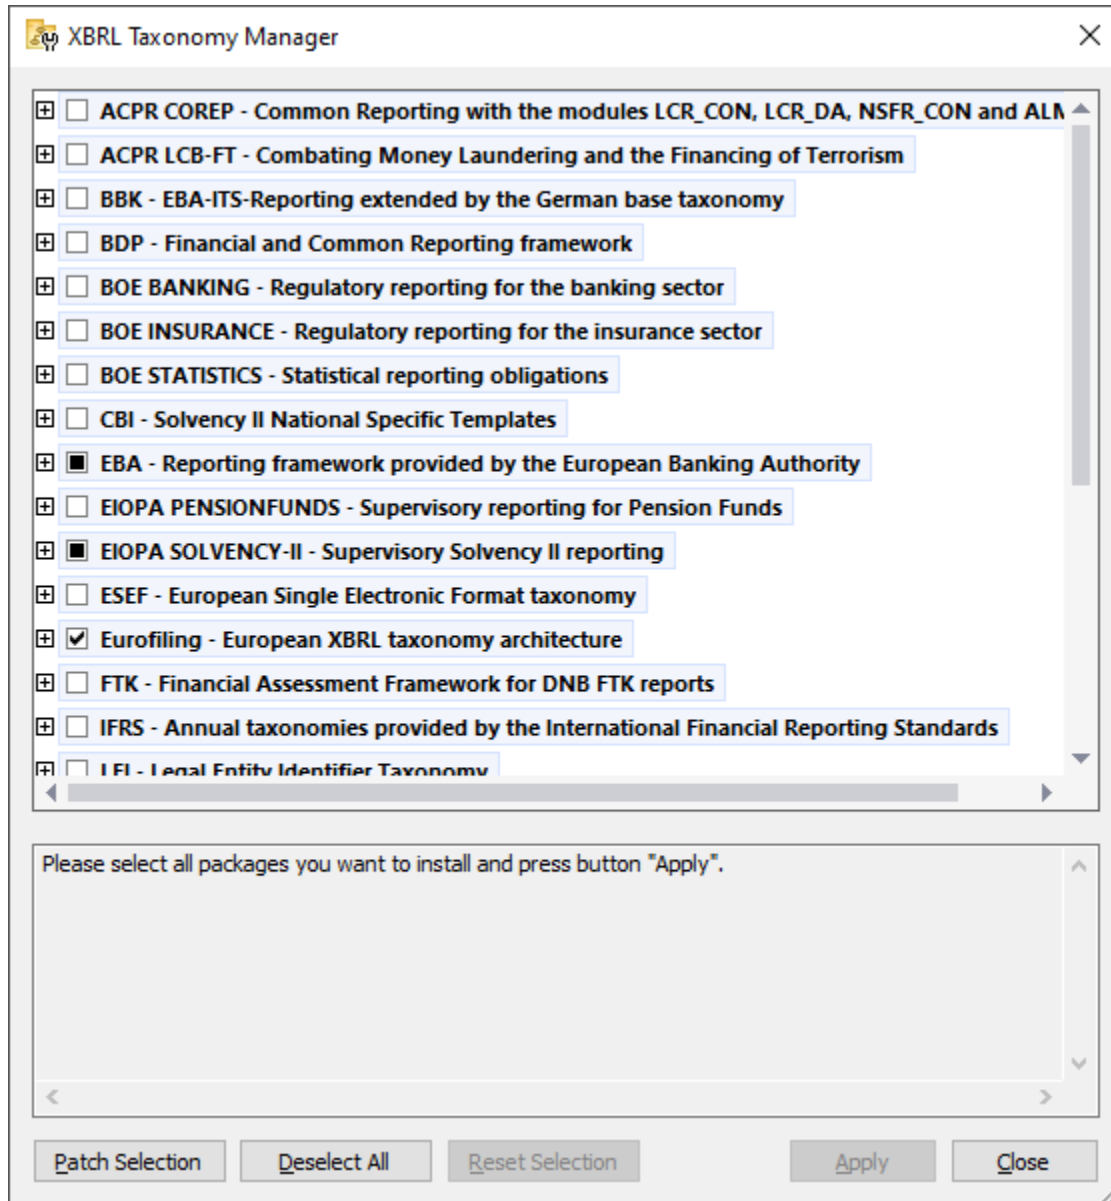 XBRL Taxonomy Manager
ACPR COREP - Common Reporting with the modules LCR_CON, LCR_DA, NSFR_CON and ALM
ACPR LCB-FT - Combating Money Laundering and the Financing of Terrorism
BBK - EBA-ITS-Reporting extended by the German base taxonomy
BDP - Financial and Common Reporting framework
BOE BANKING - Regulatory reporting for the banking sector
BOE INSURANCE - Regulatory reporting for the insurance sector
BOE STATISTICS - Statistical reporting obligations
CBI - Solvency II National Specific Templates
EBA - Reporting framework provided by the European Banking Authority
EIOPA PENSIONFUNDS - Supervisory reporting for Pension Funds
EIOPA SOLVENCY-II - Supervisory Solvency II reporting
ESEF - European Single Electronic Format taxonomy
Eurofiling - European XBRL taxonomy architecture
FTK - Financial Assessment Framework for DNB FTK reports
IFRS - Annual taxonomies provided by the International Financial Reporting Standards
LEI - Legal Entity Identifier Taxonomy
Please select all packages you want to install and press button "Apply".
Patch Selection Deselect All Reset Selection Apply Close